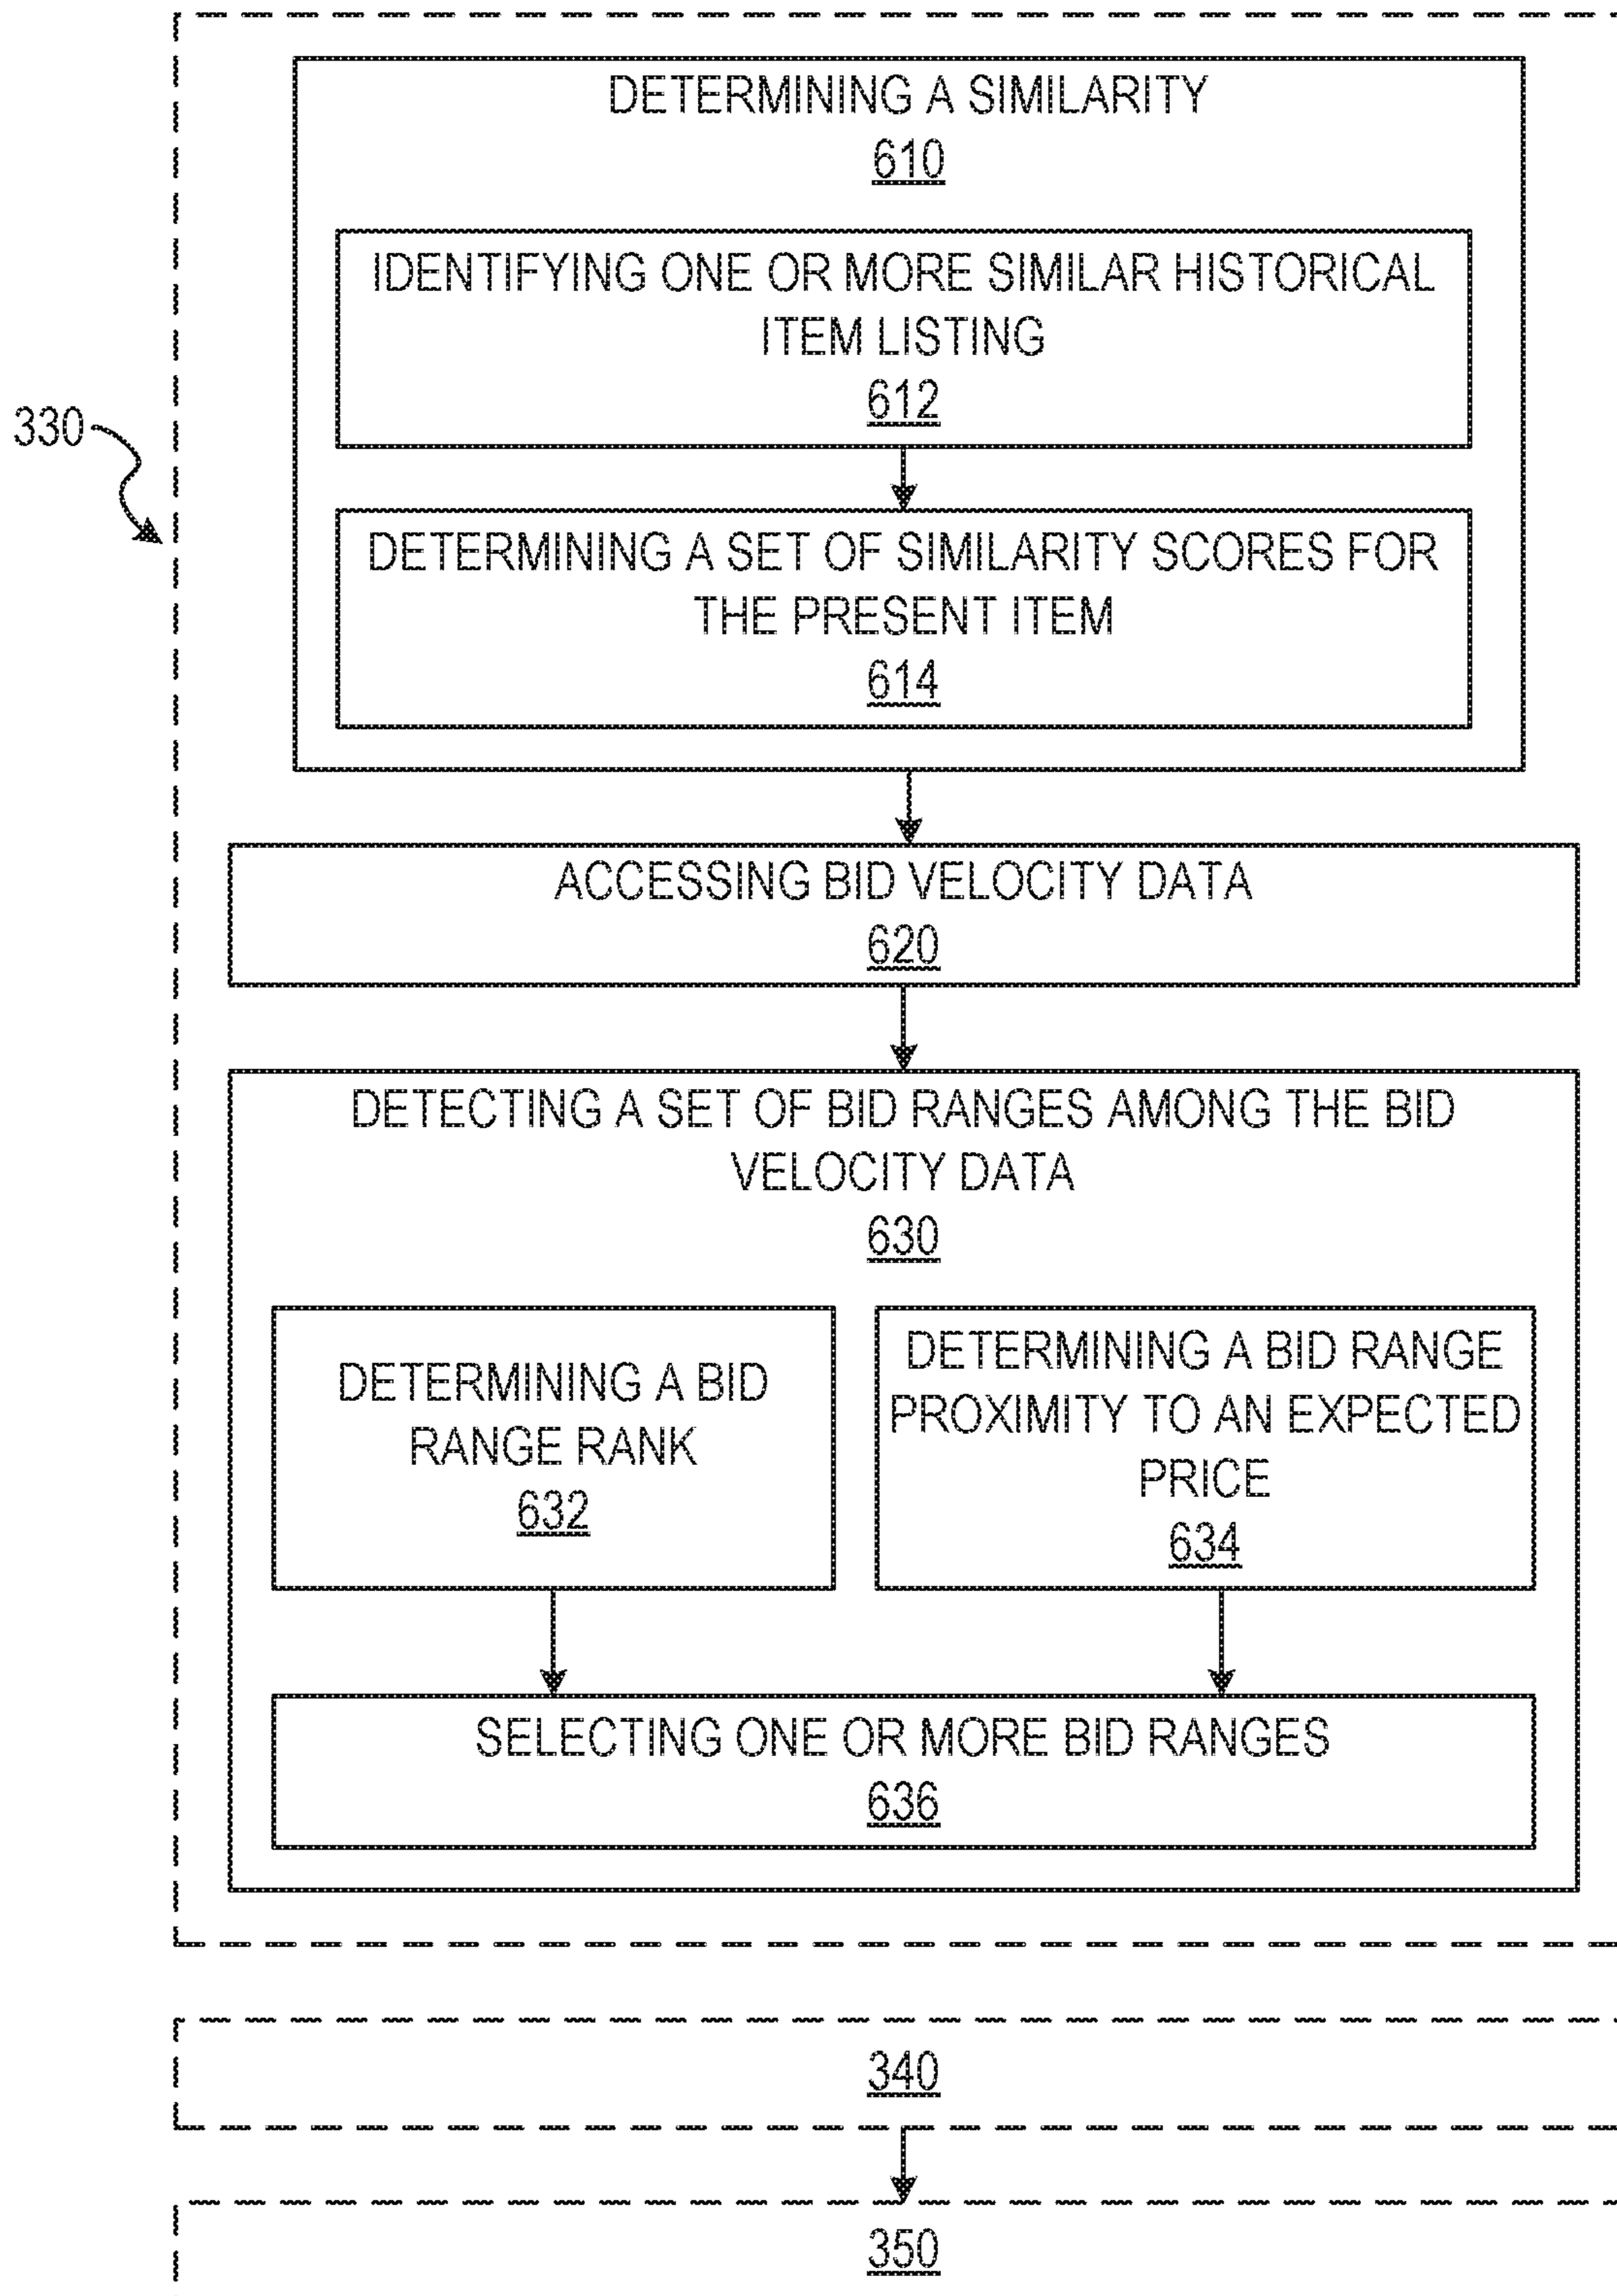 DETERMINING A SIMILARITY
610
IDENTIFYING ONE OR MORE SIMILAR HISTORICAL
ITEM LISTING
612
330
DETERMINING A SET OF SIMILARITY SCORES FOR
THE PRESENT ITEM
614
ACCESSING BID VELOCITY DATA
620
DETECTING A SET OF BID RANGES AMONG THE BID
VELOCITY DATA
630
DETERMINING A BID
RANGE RANK
632
DETERMINING A BID RANGE
PROXIMITY TO AN EXPECTED
PRICE
634
SELECTING ONE OR MORE BID RANGES
636
340
350